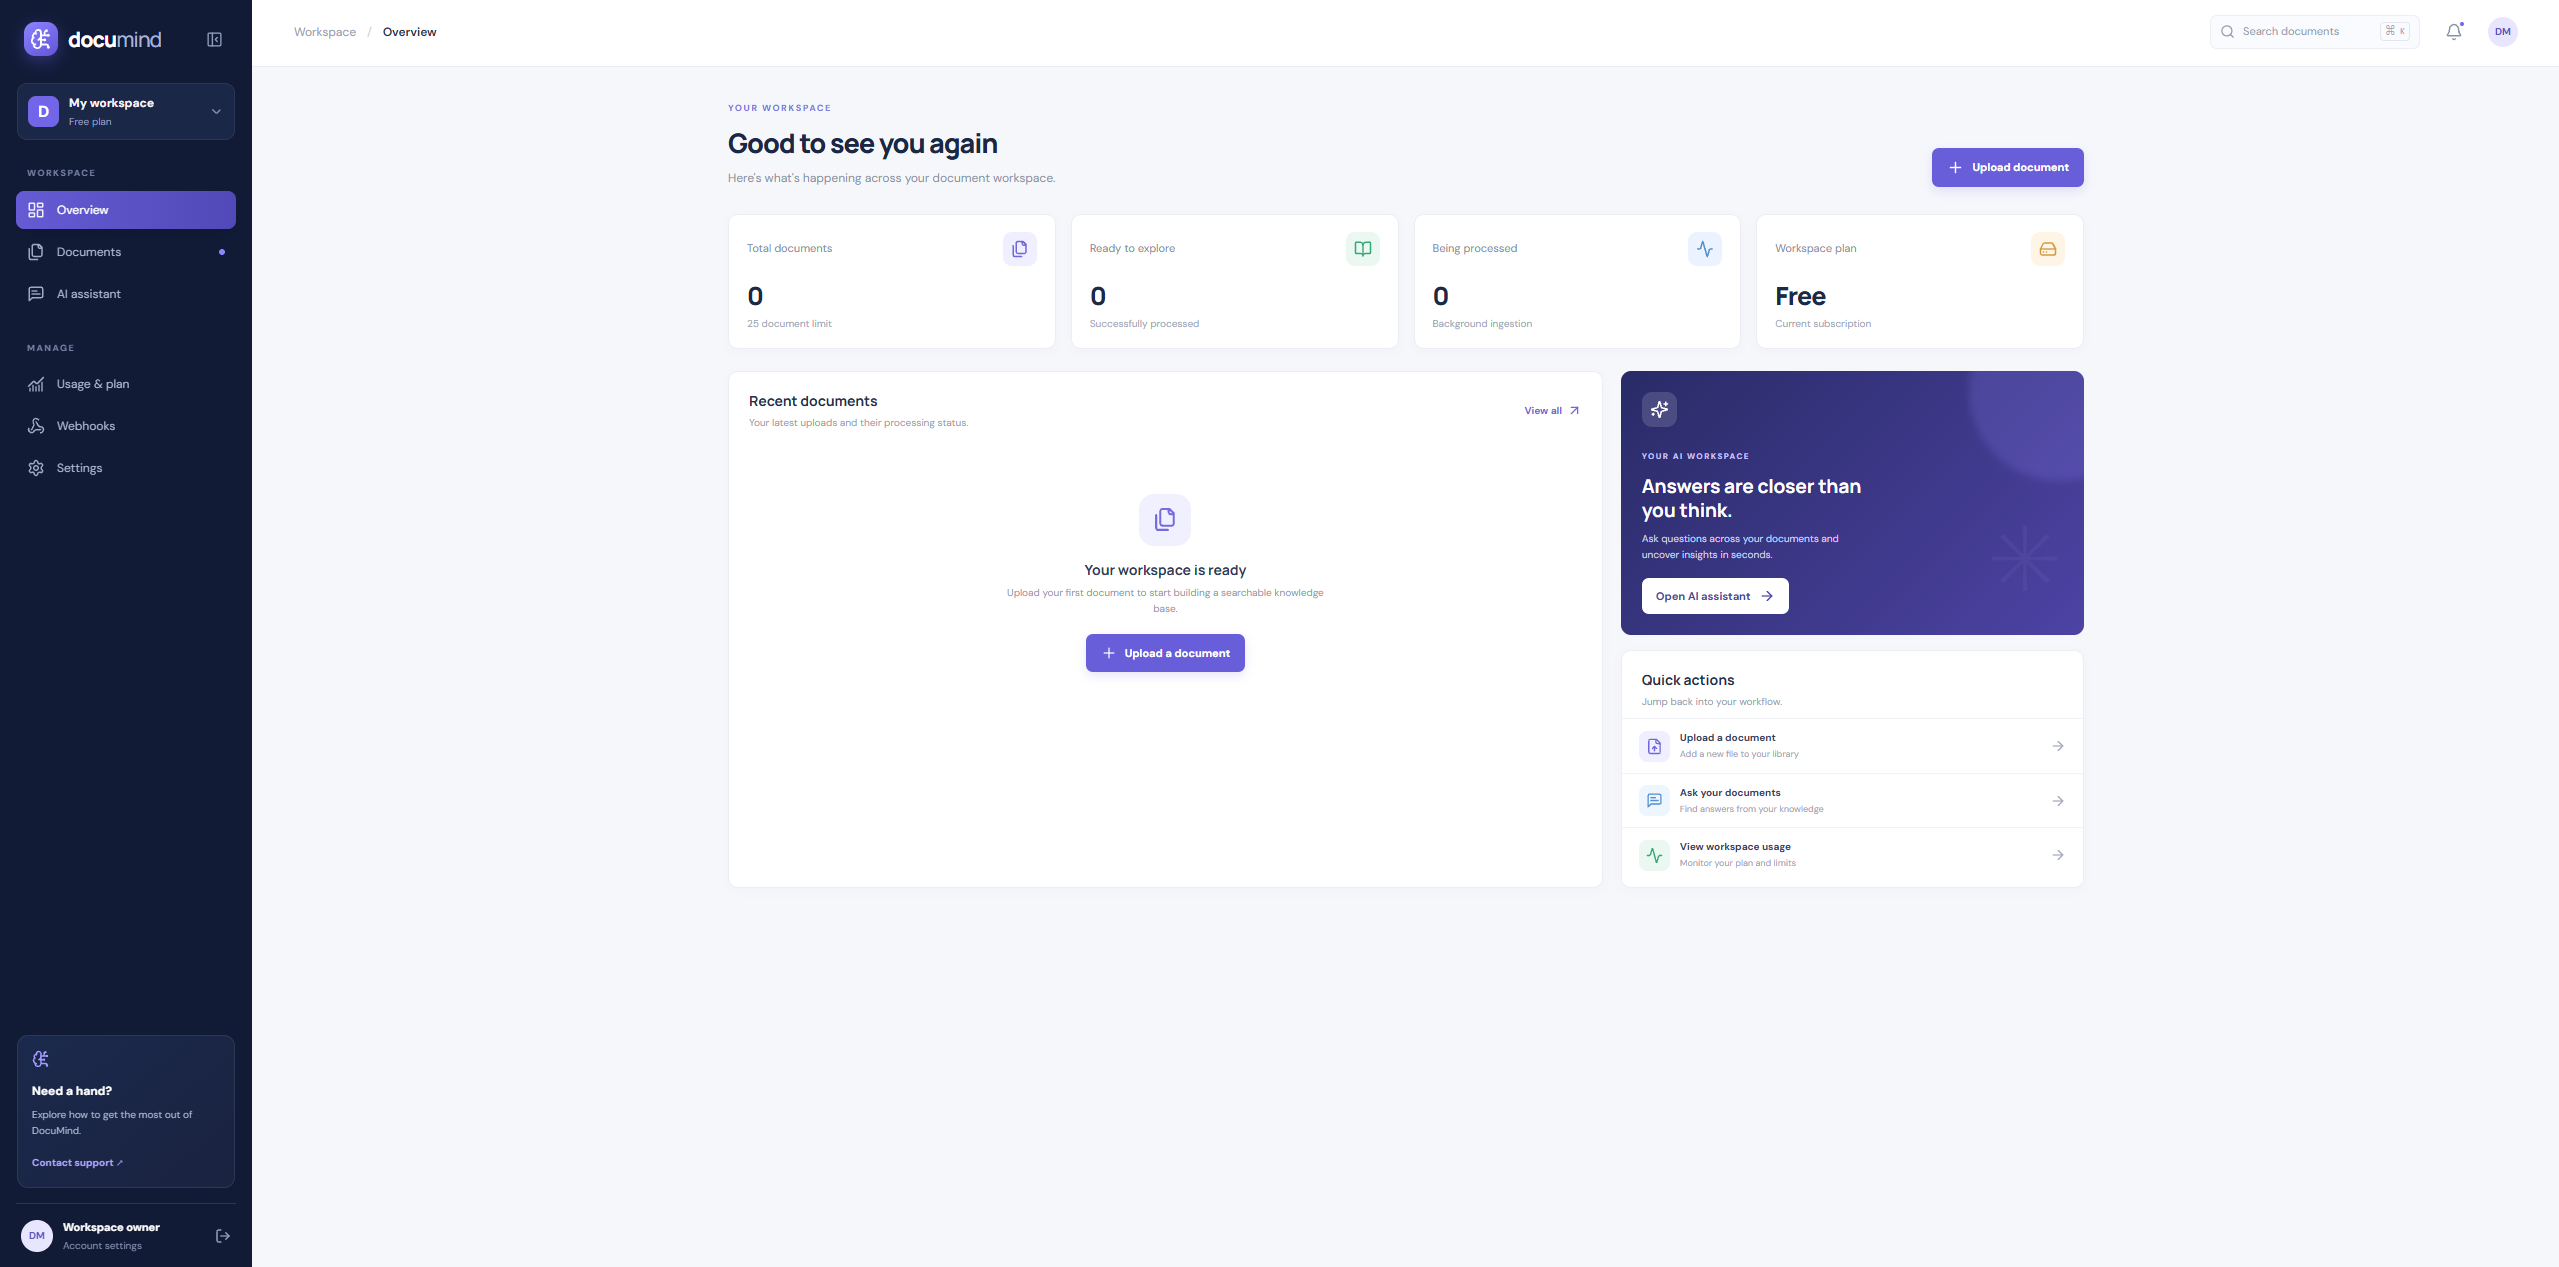 documind
D
My workspace
Free plan
WORKSPACE
Overview
Documents
AI assistant
MANAGE
Usage & plan
Webhooks
Settings
Need a hand?
Explore how to get the most out of
DocuMind.
Contact support ↗
DM
Workspace owner
Account settings
Workspace / Overview
Search documents
⌘ K
DM
YOUR WORKSPACE
Good to see you again
Here's what's happening across your document workspace.
Upload document
Total documents
0
25 document limit
Ready to explore
0
Successfully processed
Being processed
0
Background ingestion
Workspace plan
Free
Current subscription
Recent documents
Your latest uploads and their processing status.
View all
Your workspace is ready
Upload your first document to start building a searchable knowledge
base.
Upload a document
YOUR AI WORKSPACE
Answers are closer than
you think.
Ask questions across your documents and
uncover insights in seconds.
Open AI assistant
Quick actions
Jump back into your workflow.
Upload a document
Add a new file to your library
Ask your documents
Find answers from your knowledge
View workspace usage
Monitor your plan and limits